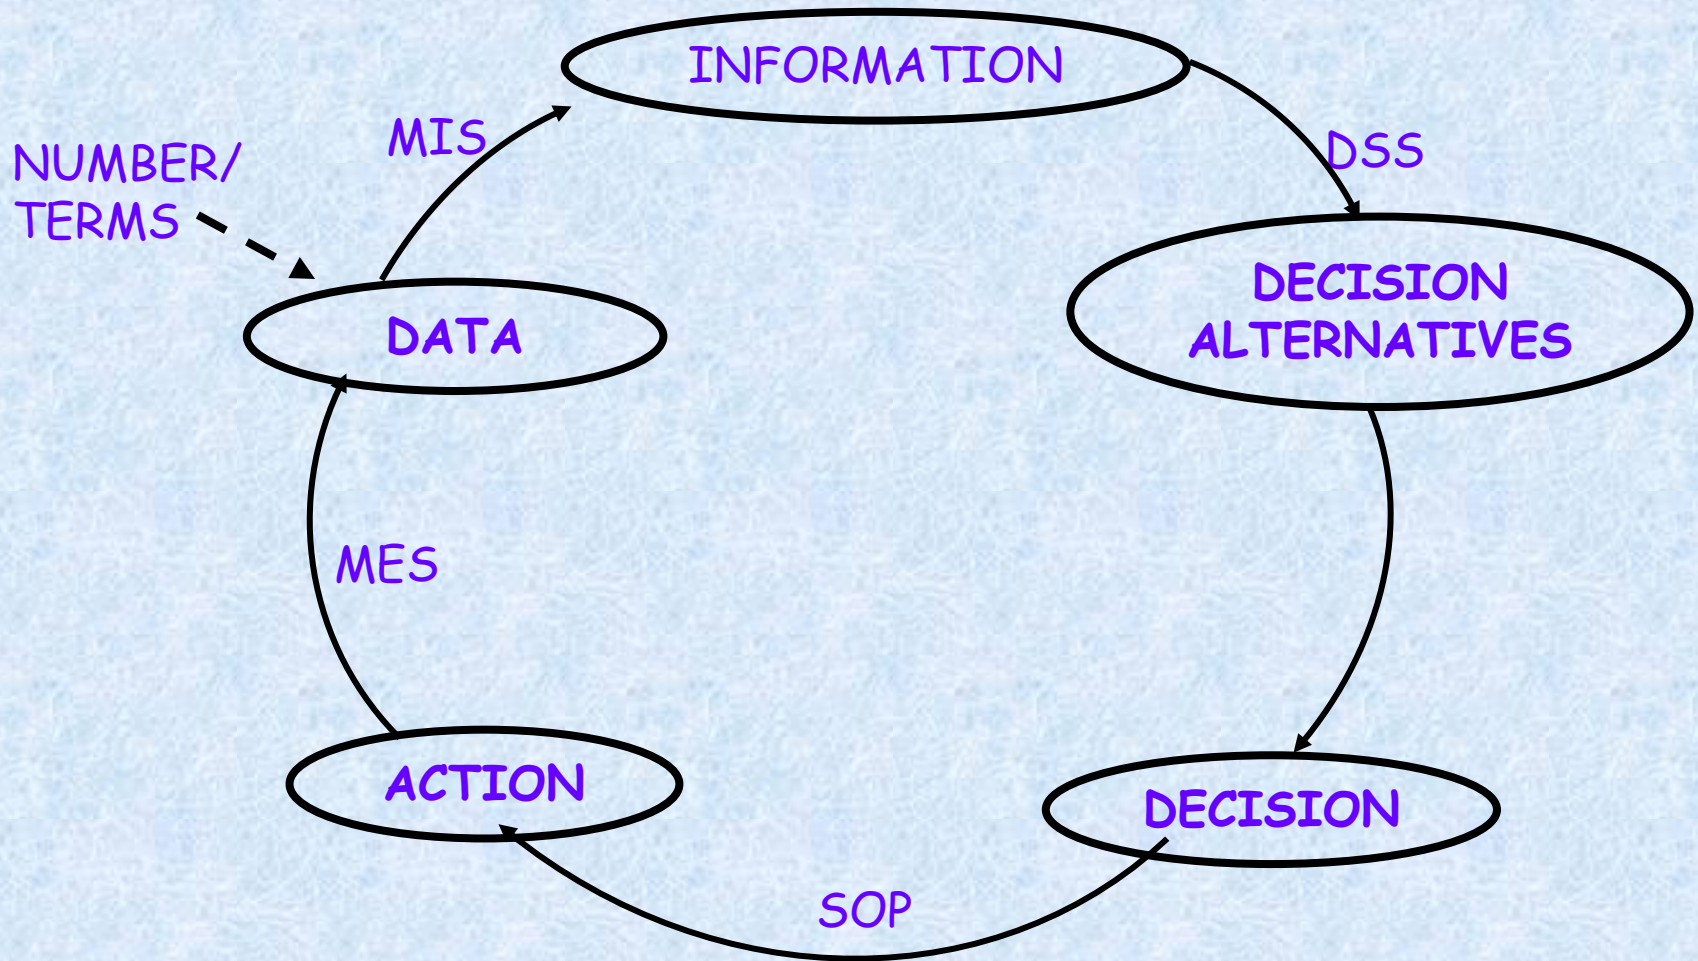 INFORMATION
MIS
DSS
NUMBER/
TERMS
DECISION
ALTERNATIVES
DATA
MES
ACTION
DECISION
SOP